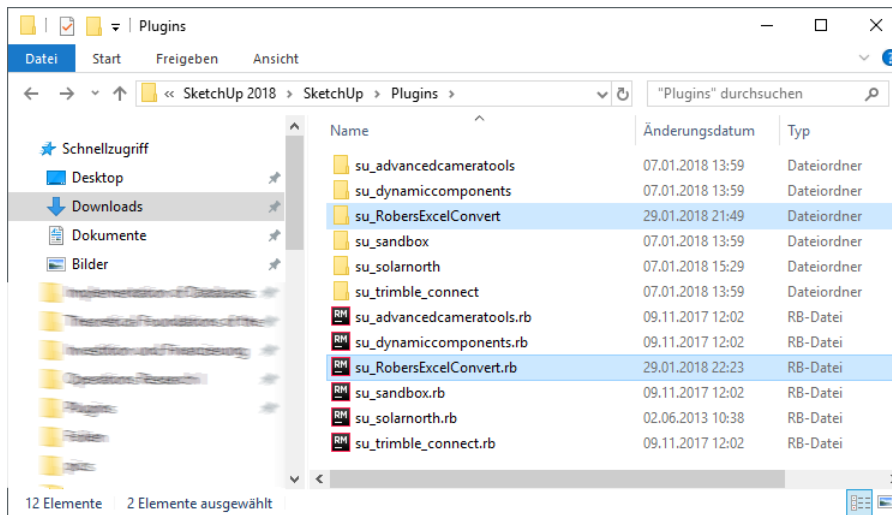 Plugins
Datei Start Freigeben Ansicht
« SketchUp 2018 > SketchUp > Plugins > "Plugins" durchsuchen
Name Änderungsdatum Typ
Schnellzugriff
Desktop
Downloads
Dokumente
Bilder
su_advancedcameratools 07.01.2018 13:59 Dateiordner
su_dynamiccomponents 07.01.2018 13:59 Dateiordner
su_RobersExcelConvert 29.01.2018 21:49 Dateiordner
su_sandbox 07.01.2018 13:59 Dateiordner
su_solarnorth 07.01.2018 15:29 Dateiordner
su_trimble_connect 07.01.2018 13:59 Dateiordner
RM su_advancedcameratools.rb 09.11.2017 12:02 RB-Datei
RM su_dynamiccomponents.rb 09.11.2017 12:02 RB-Datei
RM su_RobersExcelConvert.rb 29.01.2018 22:23 RB-Datei
RM su_sandbox.rb 09.11.2017 12:02 RB-Datei
RM su_solarnorth.rb 02.06.2013 10:38 RB-Datei
RM su_trimble_connect.rb 09.11.2017 12:02 RB-Datei
12 Elemente 2 Elemente ausgewählt